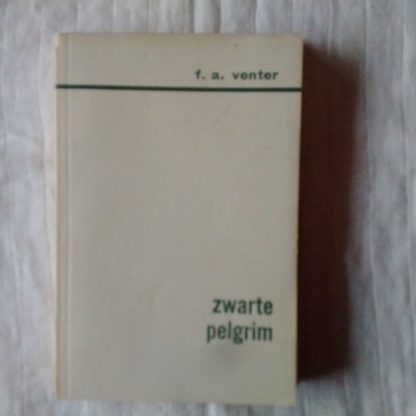 f. a. venter
zwarte
pelgrim